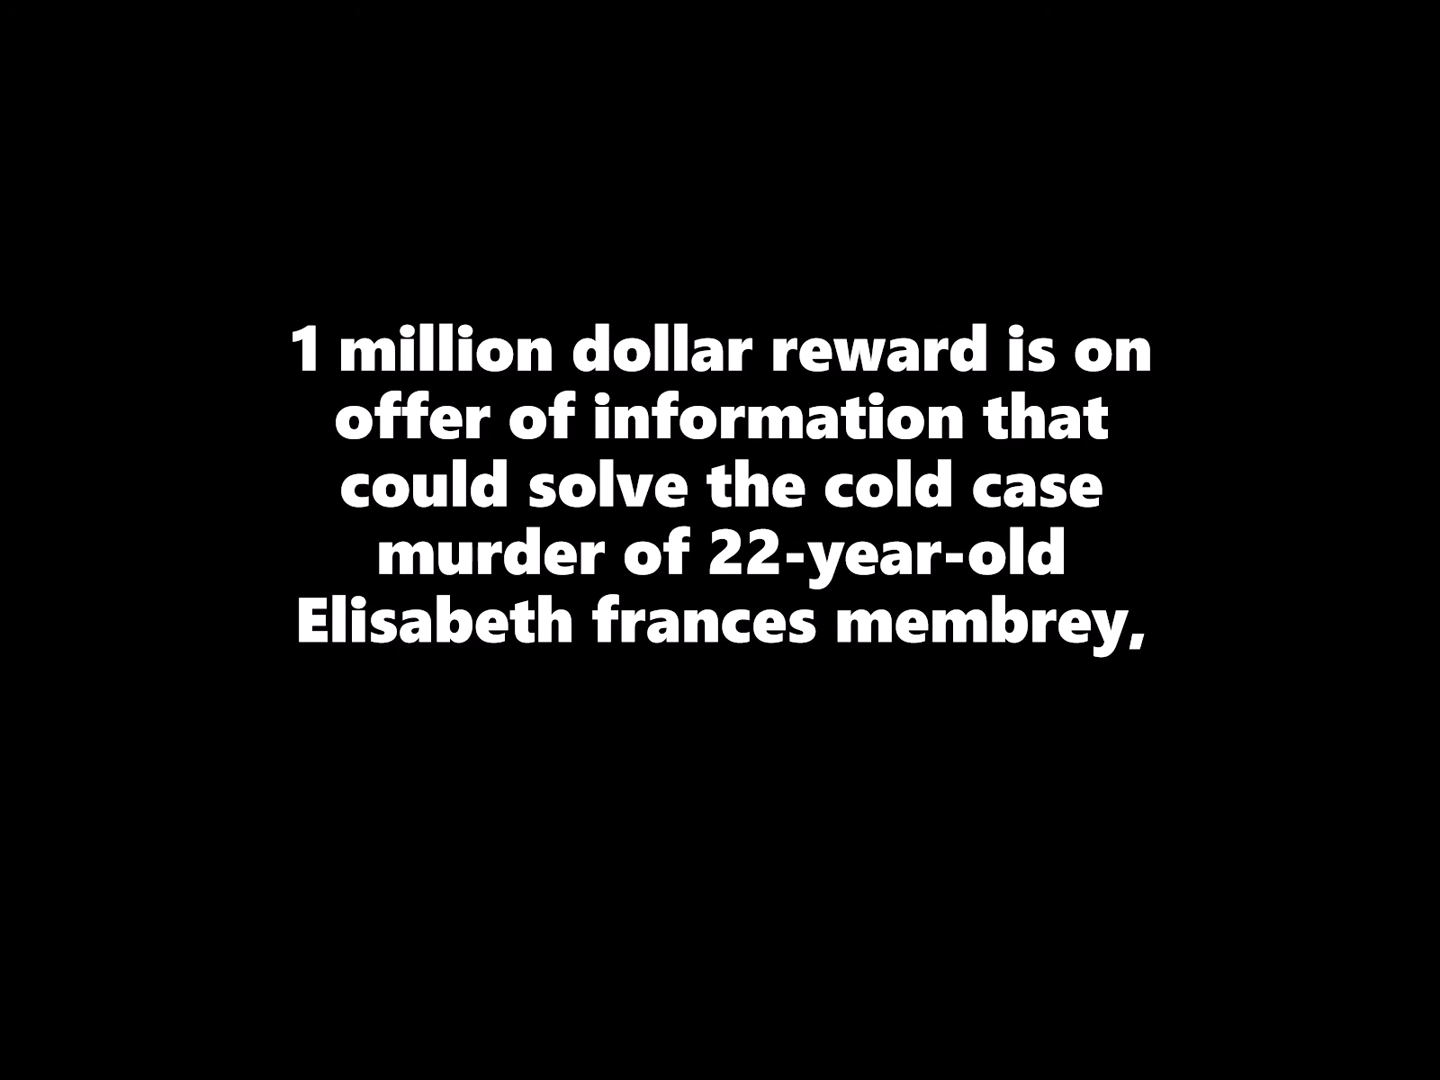 1 million dollar reward is on
offer of information that
could solve the cold case
murder of 22-year-old
Elisabeth frances membrey,